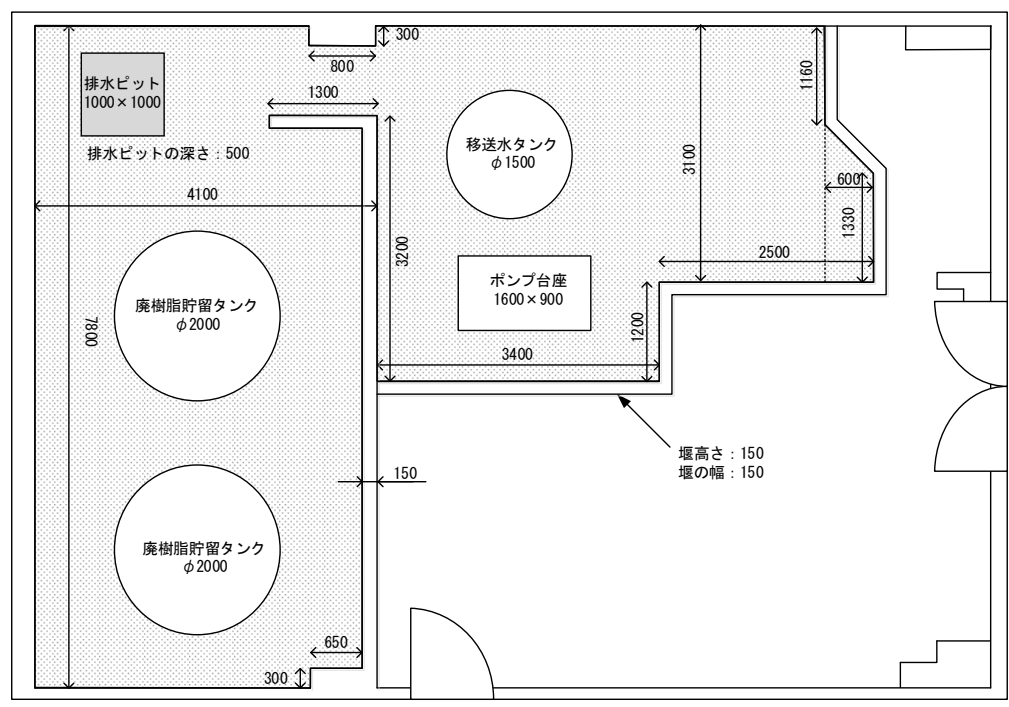 300
800
1160
排水ピット
1000×1000
1300
移送水タンク
φ1500
排水ピットの深さ：500
3100
600
4100
1330
3200
2500
ポンプ台座
1600×900
廃樹脂貯留タンク
φ2000
7800
1200
3400
堰高さ：150
堰の幅：150
150
廃樹脂貯留タンク
φ2000
650
300